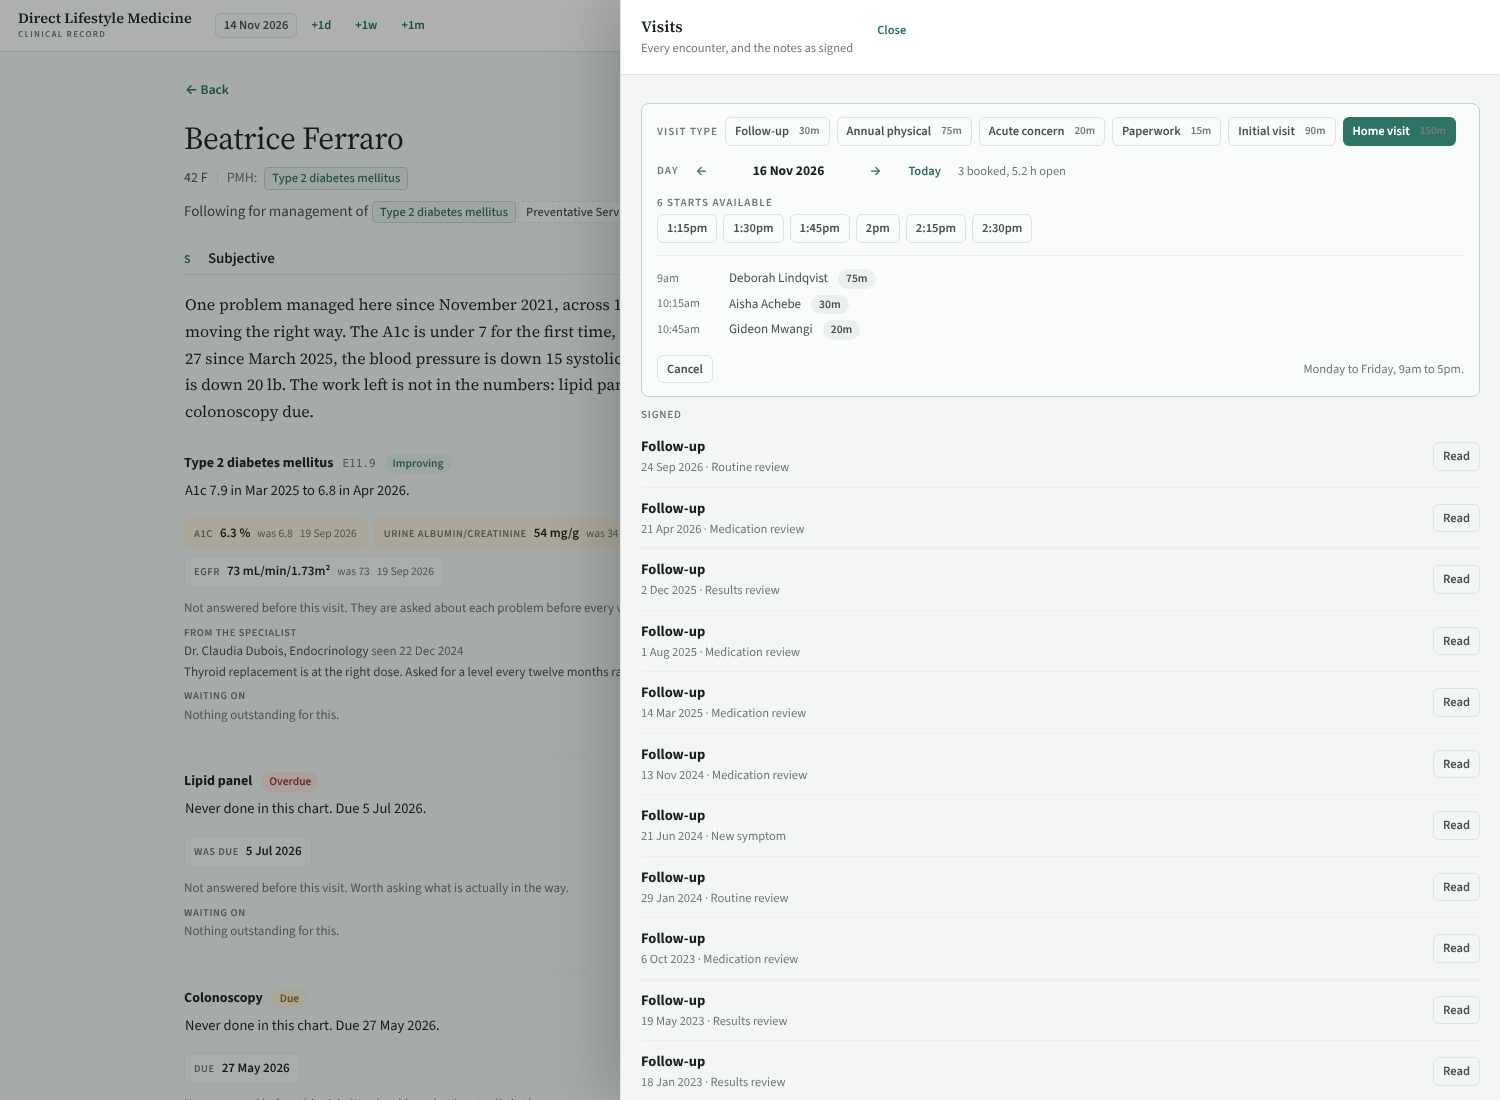 Direct Lifestyle Medicine
CLINICAL RECORD
14 Nov 2026 +1d +1w +1m
← Back
Beatrice Ferraro
42 F PMH: Type 2 diabetes mellitus
Following for management of Type 2 diabetes mellitus Preventative Serv
S Subjective
One problem managed here since November 2021, across 1
moving the right way. The A1c is under 7 for the first time,
27 since March 2025, the blood pressure is down 15 systolic
is down 20 lb. The work left is not in the numbers: lipid pan
colonoscopy due.
Type 2 diabetes mellitus E11.9 Improving
A1c 7.9 in Mar 2025 to 6.8 in Apr 2026.
A1C 6.3 % was 6.8 19 Sep 2026 URINE ALBUMIN/CREATININE 54 mg/g was 34
EGFR 73 mL/min/1.73m² was 73 19 Sep 2026
Not answered before this visit. They are asked about each problem before every v
FROM THE SPECIALIST
Dr. Claudia Dubois, Endocrinology seen 22 Dec 2024
Thyroid replacement is at the right dose. Asked for a level every twelve months ra
WAITING ON
Nothing outstanding for this.
Lipid panel Overdue
Never done in this chart. Due 5 Jul 2026.
WAS DUE 5 Jul 2026
Not answered before this visit. Worth asking what is actually in the way.
WAITING ON
Nothing outstanding for this.
Colonoscopy Due
Never done in this chart. Due 27 May 2026.
DUE 27 May 2026
Visits
Every encounter, and the notes as signed
Close
VISIT TYPE Follow-up 30m Annual physical 75m Acute concern 20m Paperwork 15m Initial visit 90m Home visit 150m
DAY ← 16 Nov 2026 → Today 3 booked, 5.2 h open
6 STARTS AVAILABLE
1:15pm 1:30pm 1:45pm 2pm 2:15pm 2:30pm
9am Deborah Lindqvist 75m
10:15am Aisha Achebe 30m
10:45am Gideon Mwangi 20m
Cancel Monday to Friday, 9am to 5pm.
SIGNED
Follow-up
24 Sep 2026 · Routine review Read
Follow-up
21 Apr 2026 · Medication review Read
Follow-up
2 Dec 2025 · Results review Read
Follow-up
1 Aug 2025 · Medication review Read
Follow-up
14 Mar 2025 · Medication review Read
Follow-up
13 Nov 2024 · Medication review Read
Follow-up
21 Jun 2024 · New symptom Read
Follow-up
29 Jan 2024 · Routine review Read
Follow-up
6 Oct 2023 · Medication review Read
Follow-up
19 May 2023 · Results review Read
Follow-up
18 Jan 2023 · Results review Read